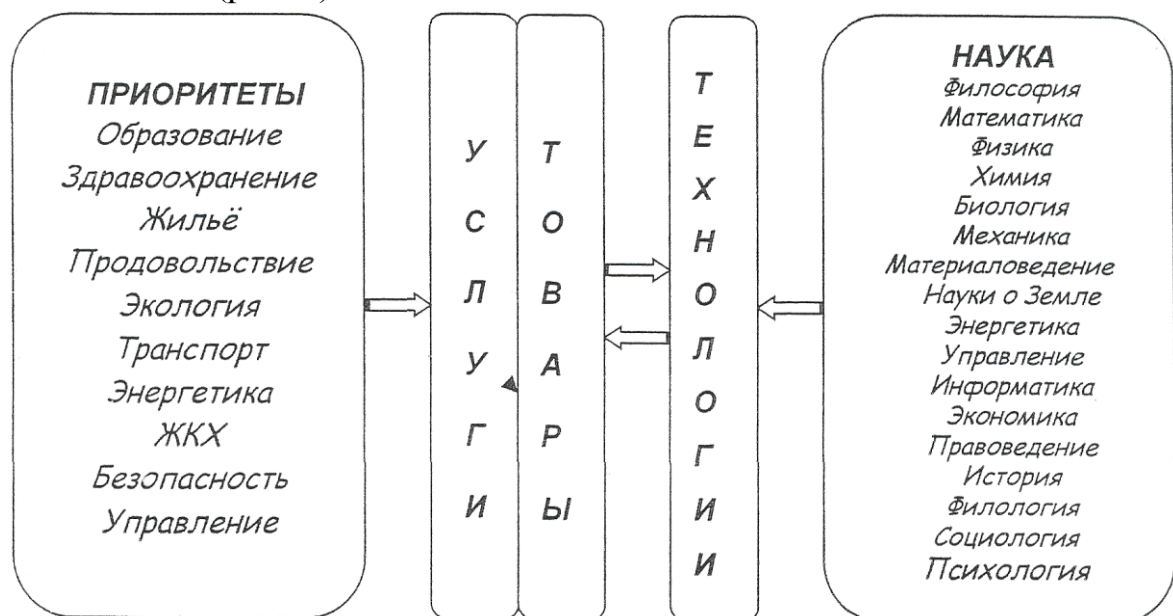 ПРИОРИТЕТЫ
Образование
Здравоохранение
Жильё
Продовольствие
Экология
Транспорт
Энергетика
ЖКХ
Безопасность
Управление
УСЛУГИ
ТОВАРЫ
ТЕХНОЛОГИИ
НАУКА
Философия
Математика
Физика
Химия
Биология
Механика
Материаловедение
Науки о Земле
Энергетика
Управление
Информатика
Экономика
Правоведение
История
Филология
Социология
Психология